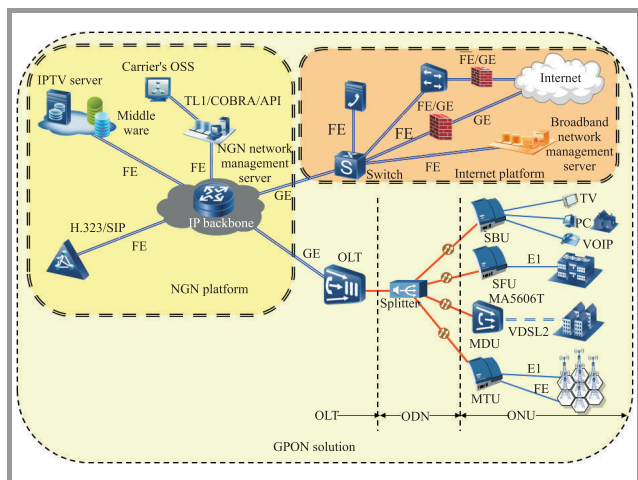 Carrier's OSS
IPTV server
TL1/COBRA/API
Middle
ware
NGN network
management
server
FE
FE
GE
IP backbone
H.323/SIP
FE
NGN platform
FE/GE
Internet
FE/GE
FE
FE
GE
Broadband
network
management
server
Switch
FE
Internet platform
GE
OLT
Splitter
TV
PC
SBU
VOIP
E1
SFU
MA5606T
VDSL2
MDU
E1
MTU
FE
OLT
ODN
ONU
GPON solution